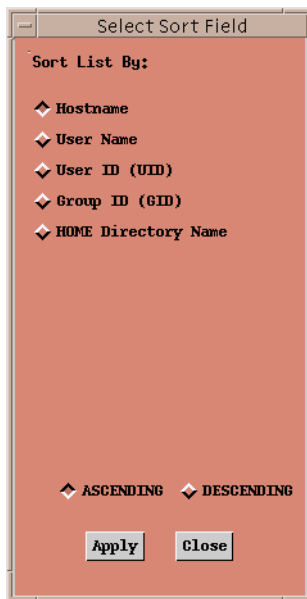 Select Sort Field
Sort List By:
Hostname
User Name
User ID (UID)
Group ID (GID)
HOME Directory Name
ASCENDING DESCENDING
Apply Close